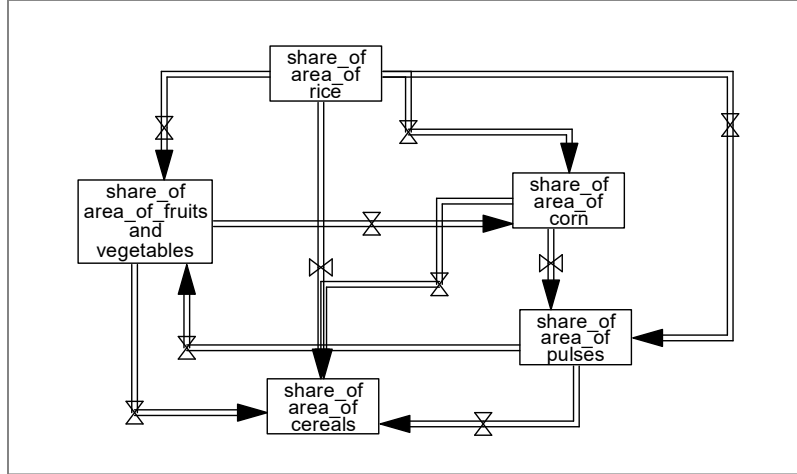 share_of
area_of
rice
share_of
area_of_fruits
and
vegetables
share_of
area_of
corn
share_of
area_of
pulses
share_of
area_of
cereals